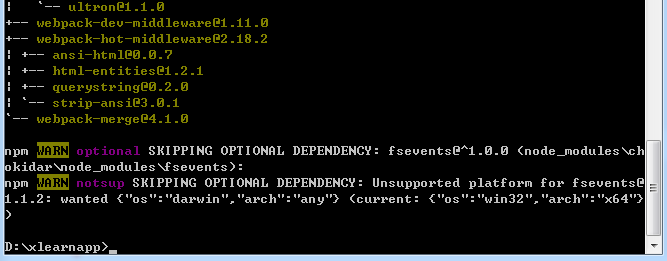 ¦   `-- ultron@1.1.0
+-- webpack-dev-middleware@1.11.0
+-- webpack-hot-middleware@2.18.2
¦ +-- ansi-html@0.0.7
¦ +-- html-entities@1.2.1
¦ +-- querystring@0.2.0
¦ `-- strip-ansi@3.0.1
`-- webpack-merge@4.1.0
npm WARN optional SKIPPING OPTIONAL DEPENDENCY: fsevents@^1.0.0 (node_modules\ch
okidar\node_modules\fsevents):
npm WARN notsup SKIPPING OPTIONAL DEPENDENCY: Unsupported platform for fsevents@
1.1.2: wanted {"os":"darwin","arch":"any"} (current: {"os":"win32","arch":"x64"}
)
D:\xlearnapp>_